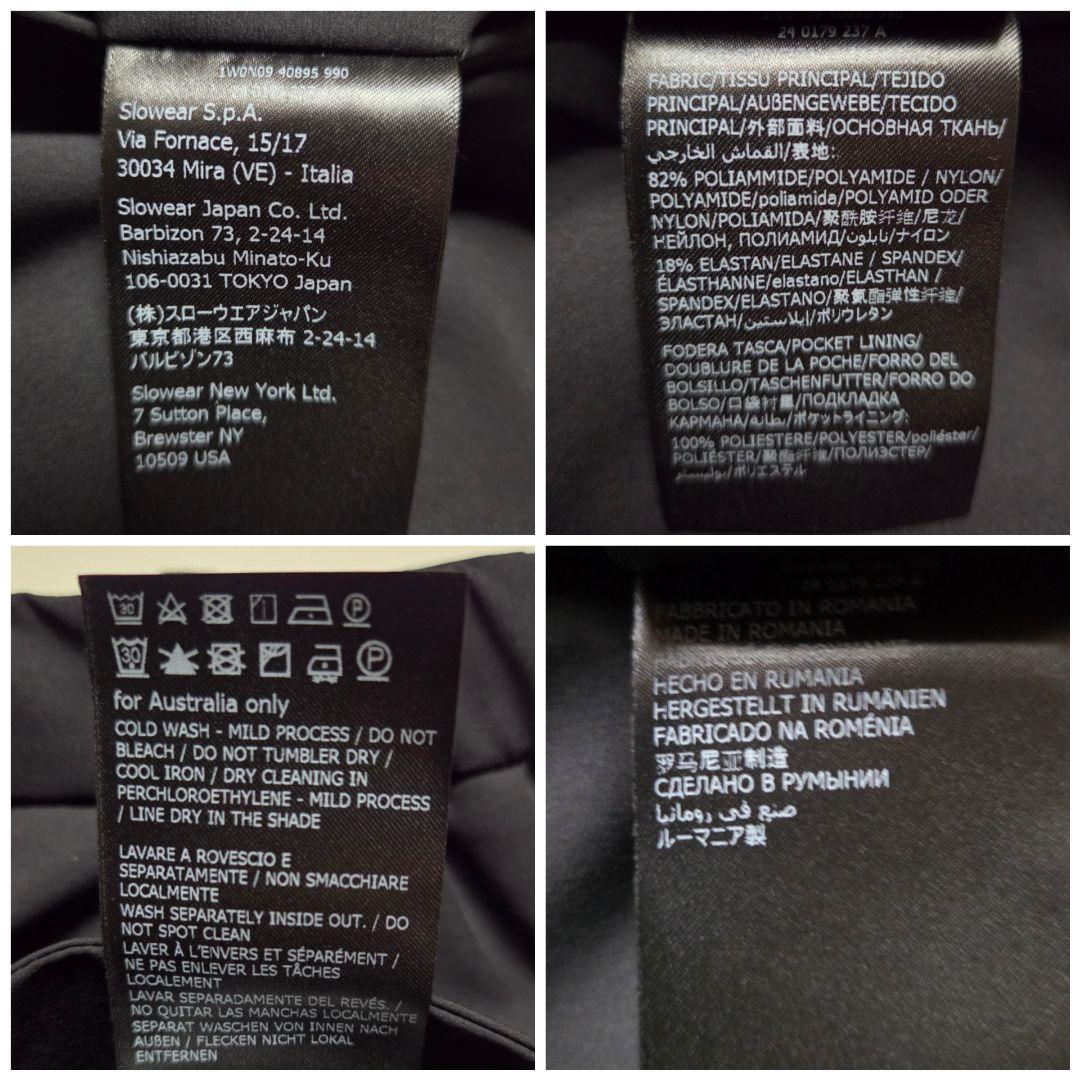 1W0N09 40895 990
Slowear S.p.A.
Via Fornace, 15/17
30034 Mira (VE) - Italia
Slowear Japan Co. Ltd.
Barbizon 73, 2-24-14
Nishiazabu Minato-Ku
106-0031 TOKYO Japan
(株)スローウエアジャパン
東京都港区西麻布 2-24-14
バルビゾン73
Slowear New York Ltd.
7 Sutton Place,
Brewster NY
10509 USA
24 0179 237 A
FABRIC/TISSU PRINCIPAL/TEJIDO
PRINCIPAL/AUßENGEWEBE/TECIDO
PRINCIPAL/外部面料/ОСНОВНАЯ ТКАНЬ/
القماش الخارجي/表地:
82% POLIAMMIDE/POLYAMIDE / NYLON/
POLYAMIDE/poliamida/POLYAMID ODER
NYLON/POLIAMIDA/聚酰胺纤维/尼龙/
НЕЙЛОН, ПОЛИАМИД/نايلون/ナイロン
18% ELASTAN/ELASTANE / SPANDEX/
ÉLASTHANNE/elastano/ELASTHAN /
SPANDEX/ELASTANO/聚氨酯弹性纤维/
ЭЛАСТАН/إيلاستين/ポリウレタン
FODERA TASCA/POCKET LINING/
DOUBLURE DE LA POCHE/FORRO DEL
BOLSILLO/TASCHENFUTTER/FORRO DO
BOLSO/口袋衬里/ПОДКЛАДКА
КАРМАНА/بطانة/ポケットライニング:
100% POLIESTERE/POLYESTER/poliéster/
POLIÉSTER/聚酯纤维/ПОЛИЭСТЕР/
بوليستر/ポリエステル
30
P
30
P
for Australia only
COLD WASH - MILD PROCESS / DO NOT
BLEACH / DO NOT TUMBLER DRY /
COOL IRON / DRY CLEANING IN
PERCHLOROETHYLENE - MILD PROCESS
/ LINE DRY IN THE SHADE
LAVARE A ROVESCIO E
SEPARATAMENTE / NON SMACCHIARE
LOCALMENTE
WASH SEPARATELY INSIDE OUT. / DO
NOT SPOT CLEAN
LAVER À L'ENVERS ET SÉPARÉMENT /
NE PAS ENLEVER LES TÂCHES
LOCALEMENT
LAVAR SEPARADAMENTE DEL REVÉS. /
NO QUITAR LAS MANCHAS LOCALMENTE
SEPARAT WASCHEN VON INNEN NACH
AUßEN / FLECKEN NICHT LOKAL
ENTFERNEN
24 0179 237 A
FABBRICATO IN ROMANIA
MADE IN ROMANIA
HECHO EN RUMANIA
HERGESTELLT IN RUMÄNIEN
FABRICADO NA ROMÉNIA
罗马尼亚制造
СДЕЛАНО В РУМЫНИИ
صنع في رومانيا
ルーマニア製